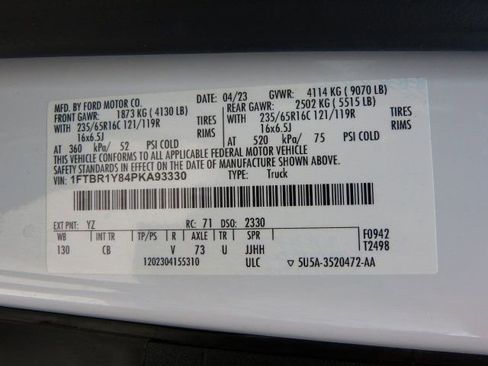 MFD. BY FORD MOTOR CO.
DATE: 04/23 GVWR: 4114 KG ( 9070 LB)
FRONT GAWR: 1873 KG ( 4130 LB) REAR GAWR: 2502 KG ( 5515 LB)
WITH 235/65R16C 121/119R TIRES WITH 235/65R16C 121/119R TIRES
16x6.5J RIMS 16x6.5J RIMS
AT 360 kPa/ 52 PSI COLD AT 520 kPa/ 75 PSI COLD
THIS VEHICLE CONFORMS TO ALL APPLICABLE FEDERAL MOTOR VEHICLE
SAFETY STANDARDS IN EFFECT ON THE DATE OF MANUFACTURE SHOWN ABOVE.
VIN: 1FTBR1Y84PKA93330 TYPE: Truck
EXT PNT: YZ RC: 71 DSO: 2330 F0942
WB INT TR TP/PS R AXLE TR SPR T2498
130 CB V 73 U JJHH
1202304155310 ULC ▽ 5U5A-3520472-AA